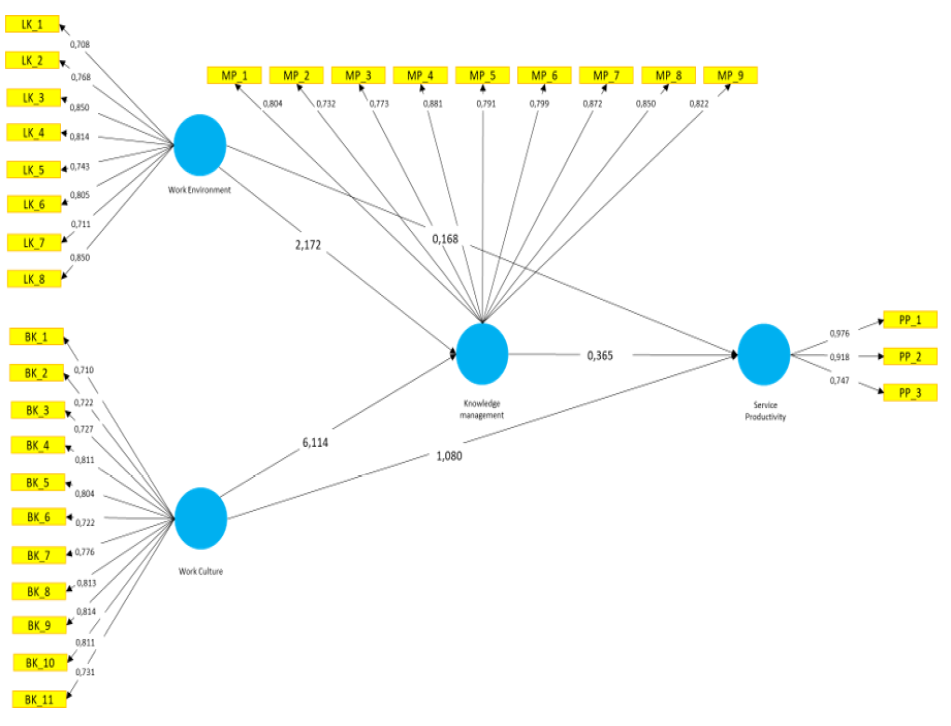 LK_1
0,708
LK_2
0,768
LK_3
0,850
LK_4
0,814
LK_5
0,743
LK_6
0,805
LK_7
0,711
LK_8
0,850
Work Environment
MP_1 MP_2 MP_3 MP_4 MP_5 MP_6 MP_7 MP_8 MP_9
0,804 0,732 0,773 0,881 0,791 0,799 0,872 0,850 0,822
2,172
0,168
BK_1
0,710
BK_2
0,722
BK_3
0,727
BK_4
0,811
BK_5
0,804
BK_6
0,722
BK_7
0,776
BK_8
0,813
BK_9
0,814
BK_10
0,811
BK_11
0,731
Work Culture
6,114
1,080
Knowledge
management
0,365
Service
Productivity
PP_1
0,976
PP_2
0,918
PP_3
0,747